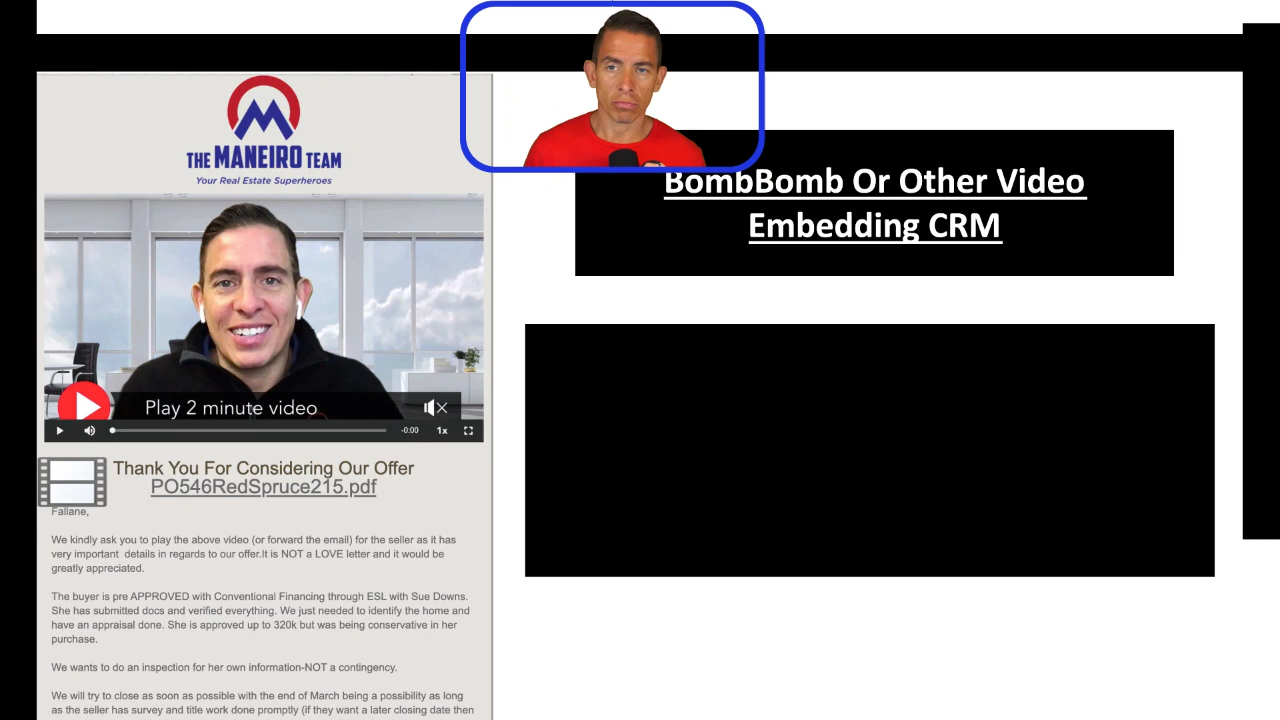 THE MANEIRO TEAM
Your Real Estate Superheroes
Play 2 minute video
-0:00 1x
Thank You For Considering Our Offer
PO546RedSpruce215.pdf
Fallane,
We kindly ask you to play the above video (or forward the email) for the seller as it has
very important details in regards to our offer.It is NOT a LOVE letter and it would be
greatly appreciated.
The buyer is pre APPROVED with Conventional Financing through ESL with Sue Downs.
She has submitted docs and verified everything. We just needed to identify the home and
have an appraisal done. She is approved up to 320k but was being conservative in her
purchase.
We wants to do an inspection for her own information-NOT a contingency.
We will try to close as soon as possible with the end of March being a possibility as long
as the seller has survey and title work done promptly (if they want a later closing date then
BombBomb Or Other Video
Embedding CRM